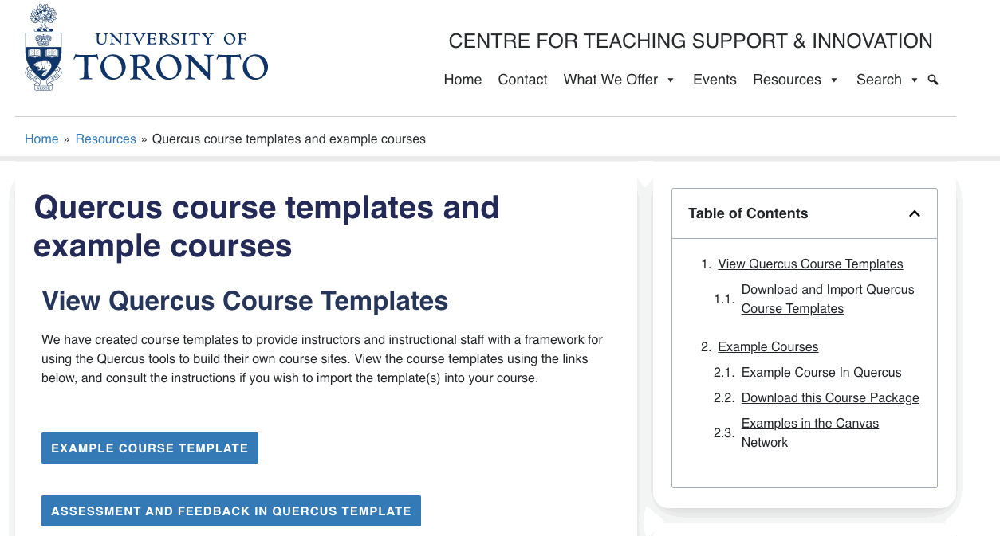 UNIVERSITY OF
TORONTO
CENTRE FOR TEACHING SUPPORT & INNOVATION
Home Contact What We Offer Events Resources Search
Home » Resources » Quercus course templates and example courses
Quercus course templates and
example courses
View Quercus Course Templates
We have created course templates to provide instructors and instructional staff with a framework for
using the Quercus tools to build their own course sites. View the course templates using the links
below, and consult the instructions if you wish to import the template(s) into your course.
EXAMPLE COURSE TEMPLATE
ASSESSMENT AND FEEDBACK IN QUERCUS TEMPLATE
Table of Contents
1. View Quercus Course Templates
1.1. Download and Import Quercus
Course Templates
2. Example Courses
2.1. Example Course In Quercus
2.2. Download this Course Package
2.3. Examples in the Canvas
Network